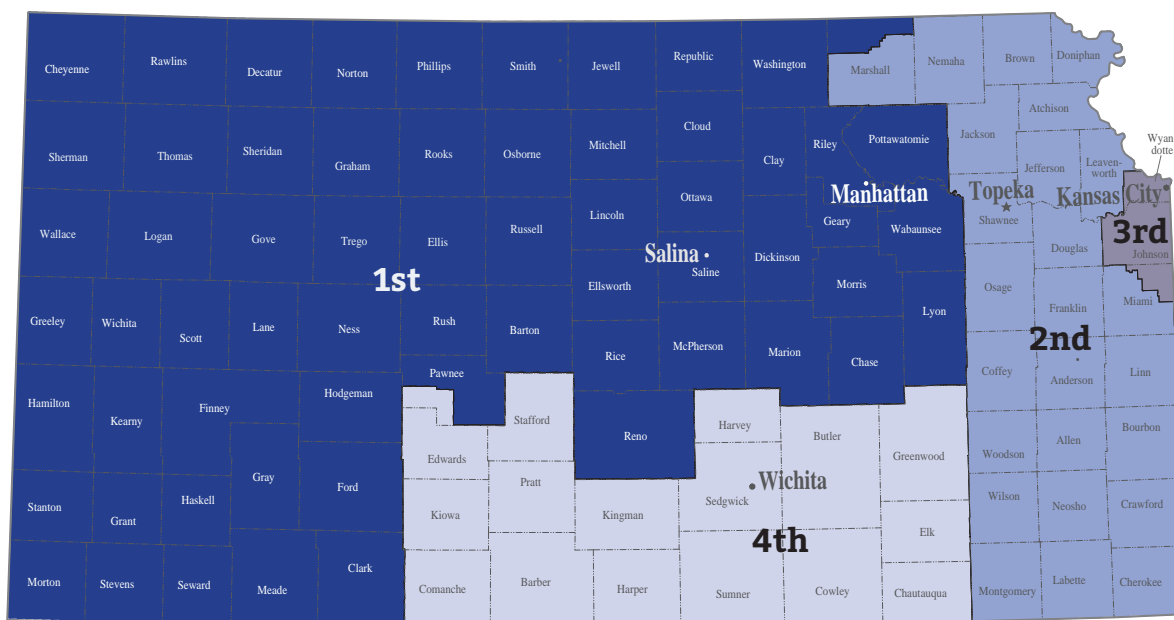 Cheyenne
Rawlins
Decatur
Norton
Phillips
Smith
Jewell
Republic
Washington
Marshall
Nemaha
Brown
Doniphan
Sherman
Thomas
Sheridan
Graham
Rooks
Osborne
Mitchell
Cloud
Clay
Riley
Pottawatomie
Jackson
Atchison
Jefferson
Leaven-
worth
Wyan
dotte
Ottawa
Manhattan
Topeka
Kansas City
Wallace
Logan
Gove
Trego
Ellis
Russell
Lincoln
Salina
Saline
Dickinson
Geary
Wabaunsee
Shawnee
Douglas
3rd
Johnson
1st
Greeley
Wichita
Scott
Lane
Ness
Rush
Barton
Ellsworth
Rice
McPherson
Marion
Morris
Chase
Lyon
Osage
Franklin
Miami
2nd
Pawnee
Hamilton
Kearny
Finney
Hodgeman
Stafford
Reno
Harvey
Butler
Greenwood
Coffey
Anderson
Linn
Edwards
Pratt
Woodson
Allen
Bourbon
Stanton
Grant
Haskell
Gray
Ford
Kiowa
Kingman
Sedgwick
Wichita
4th
Elk
Wilson
Neosho
Crawford
Morton
Stevens
Seward
Meade
Clark
Comanche
Barber
Harper
Sumner
Cowley
Chautauqua
Montgomery
Labette
Cherokee